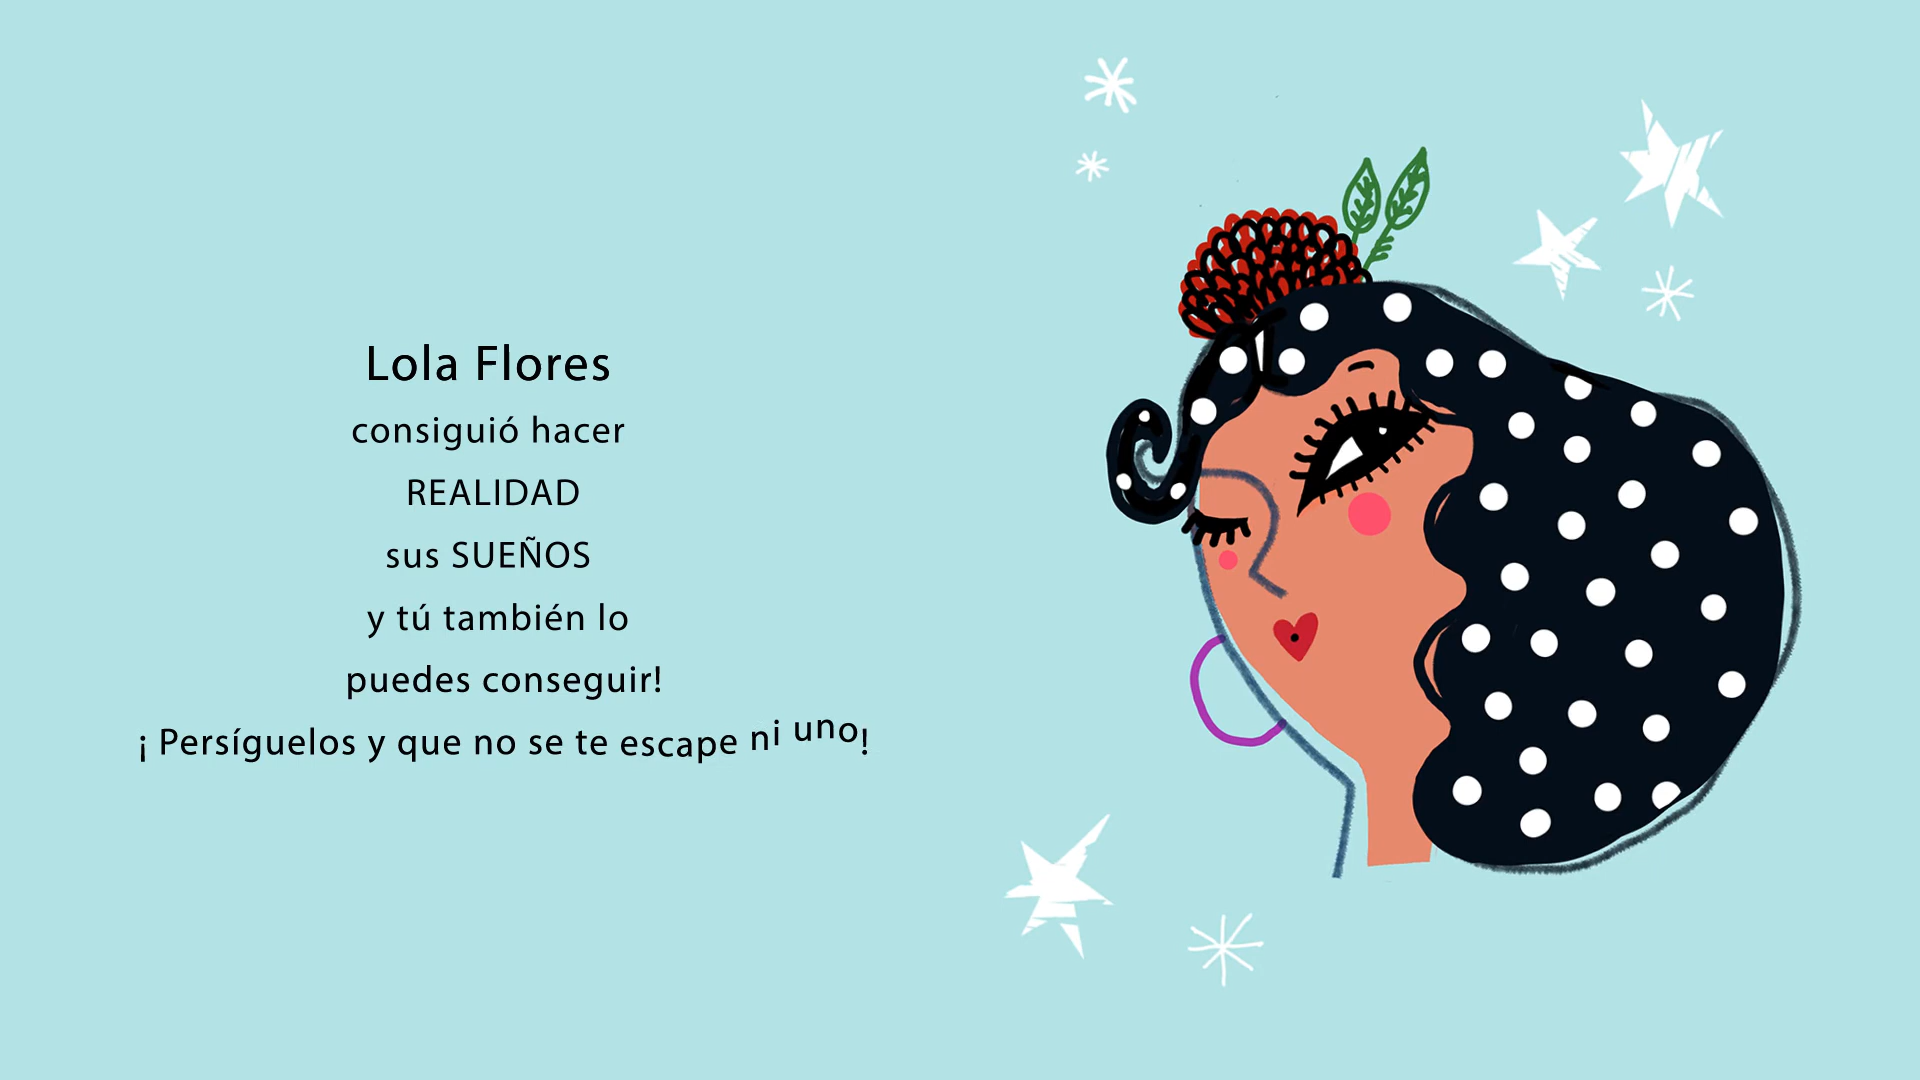 Lola Flores
consiguió hacer
REALIDAD
sus SUEÑOS
y tú también lo
puedes conseguir!
¡ Persíguelos y que no se te escape ni uno!